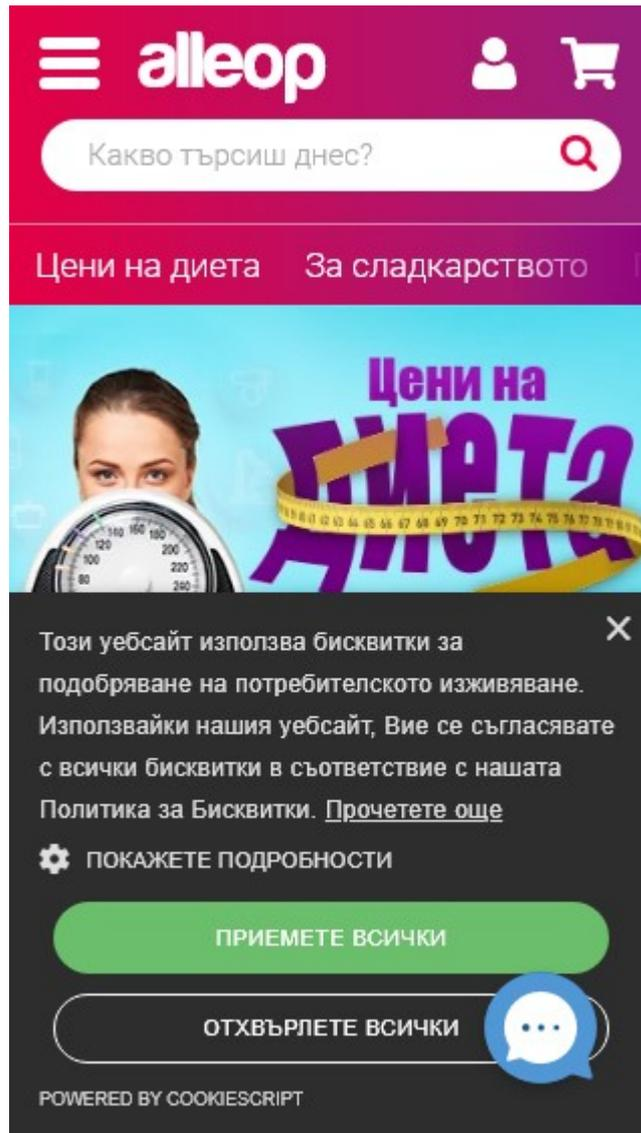 alleop
Какво търсиш днес?
Цени на диета За сладкарството
Цени на
Диета
Този уебсайт използва бисквитки за
подобряване на потребителското изживяване.
Използвайки нашия уебсайт, Вие се съгласявате
с всички бисквитки в съответствие с нашата
Политика за Бисквитки. Прочетете още
ПОКАЖЕТЕ ПОДРОБНОСТИ
ПРИЕМЕТЕ ВСИЧКИ
ОТХВЪРЛЕТЕ ВСИЧКИ
POWERED BY COOKIESCRIPT